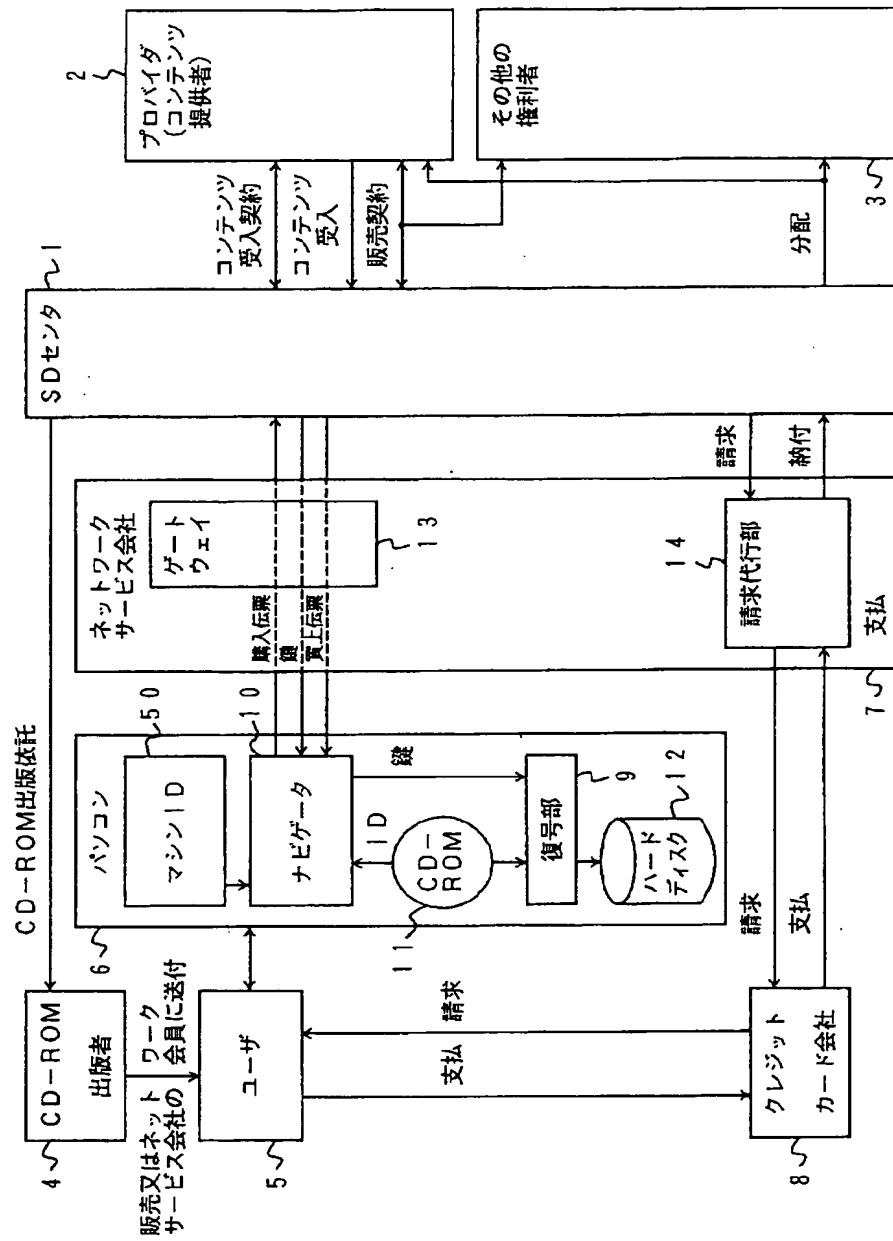 CD-ROM
出版者
4
販売又はネット ワーク
サービス会社の 会員に送付
CD-ROM出版依託
SDセンタ
1
プロバイダ
(コンテンツ
提供者)
2
コンテンツ
受入契約
コンテンツ
受入
販売契約
その他の
権利者
3
分配
ユーザ
5
パソコン
6
マシンID
50
ナビゲータ
10
ID
CD-
ROM
11
鍵
復号部
9
ハード
ディスク
12
ネットワーク
サービス会社
7
ゲート
ウェイ
13
購入伝票
鍵
買上伝票
請求代行部
14
請求
納付
支払
請求
支払
請求
支払
クレジット
カード会社
8